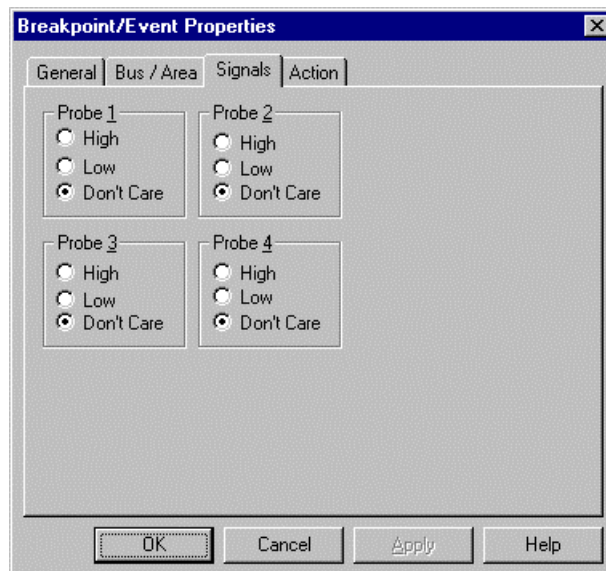 Breakpoint/Event Properties
General Bus / Area Signals Action
Probe 1 Probe 2
High High
Low Low
Don't Care Don't Care
Probe 3 Probe 4
High High
Low Low
Don't Care Don't Care
OK Cancel Apply Help